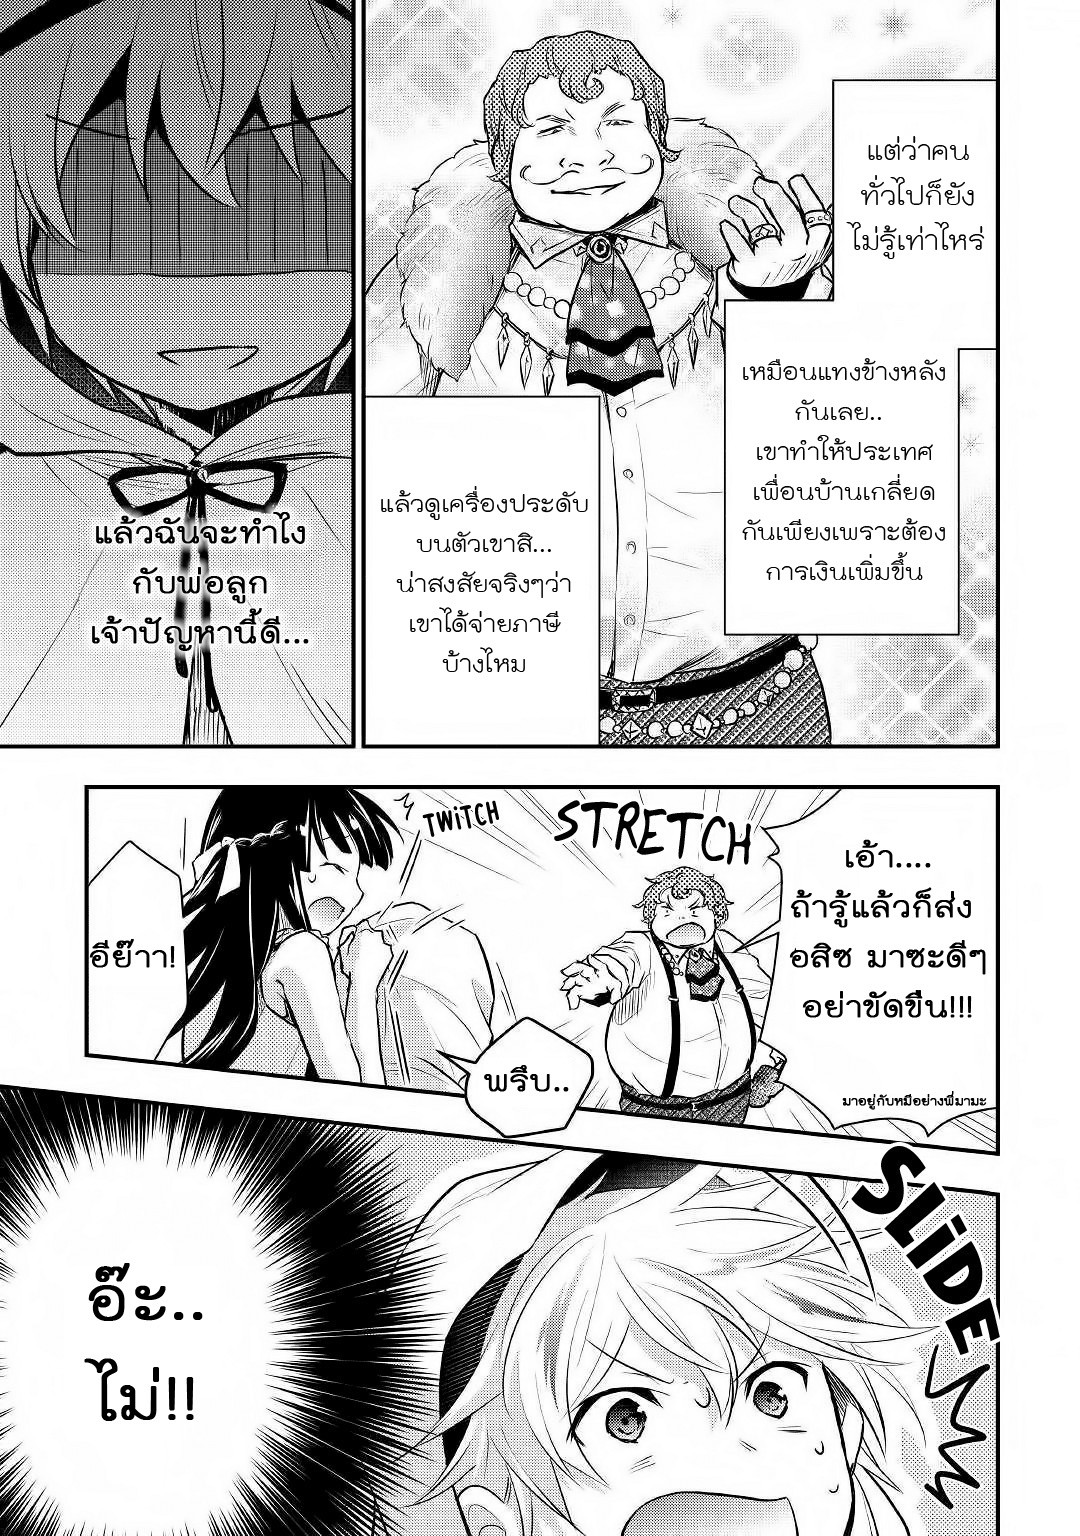 แต่ว่าคน
ทั่วไปก็ยัง
ไม่รู้เท่าไหร่
เหมือนแทงข้างหลัง
กันเลย..
เขาทำให้ประเทศ
เพื่อนบ้านเกลี่ยด
กันเพียงเพราะต้อง
การเงินเพิ่มขึ้น
แล้วดูเครื่องประดับ
บนตัวเขาสิ...
น่าสงสัยจริงๆว่า
เขาได้จ่ายภาษี
บ้างไหม
แล้วฉันจะทำไง
กับพ่อลูก
เจ้าปัญหานี้ดี...
เอ้า....
ถ้ารู้แล้วก็ส่ง
อสิซ มาซะดีๆ
อย่าขัดขืน!!!
มาอยู่กับหมีอย่างพี่มามะ
STRETCH
TWITCH
อีย๊าา!
พรึบ..
SLIDE
อ๊ะ..
ไม่!!